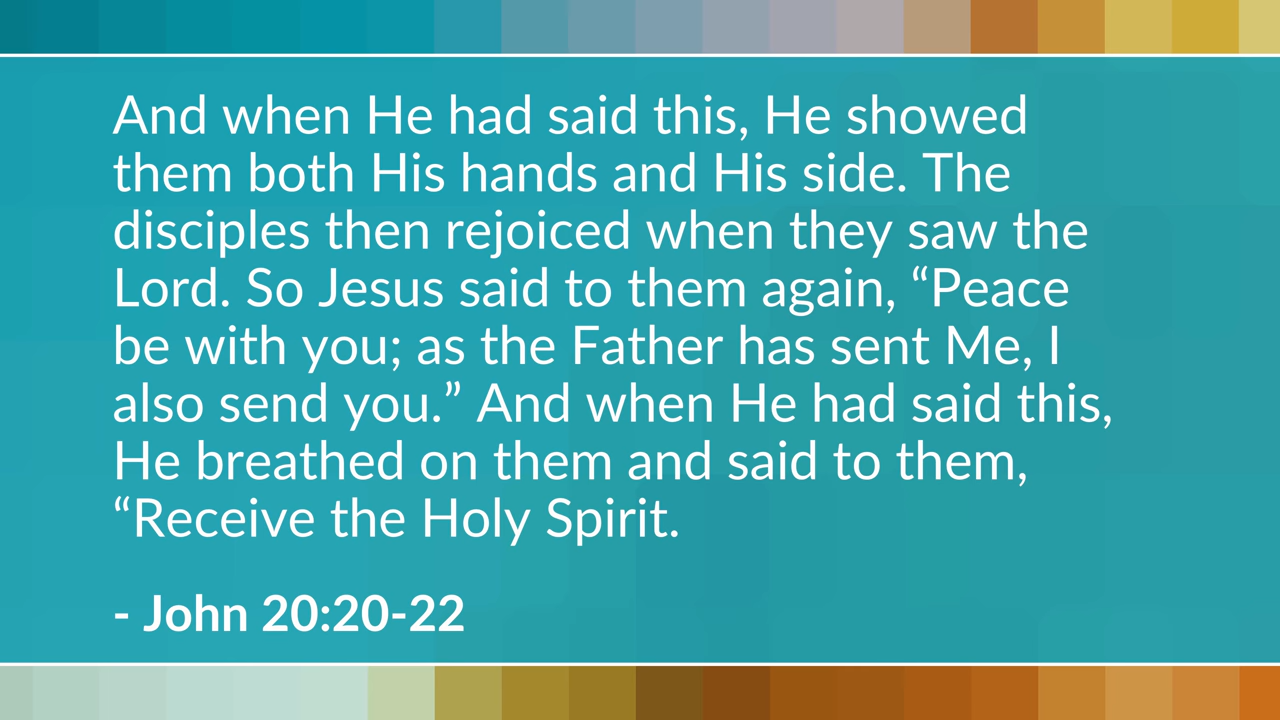 And when He had said this, He showed
them both His hands and His side. The
disciples then rejoiced when they saw the
Lord. So Jesus said to them again, “Peace
be with you; as the Father has sent Me, I
also send you.” And when He had said this,
He breathed on them and said to them,
“Receive the Holy Spirit.
- John 20:20-22